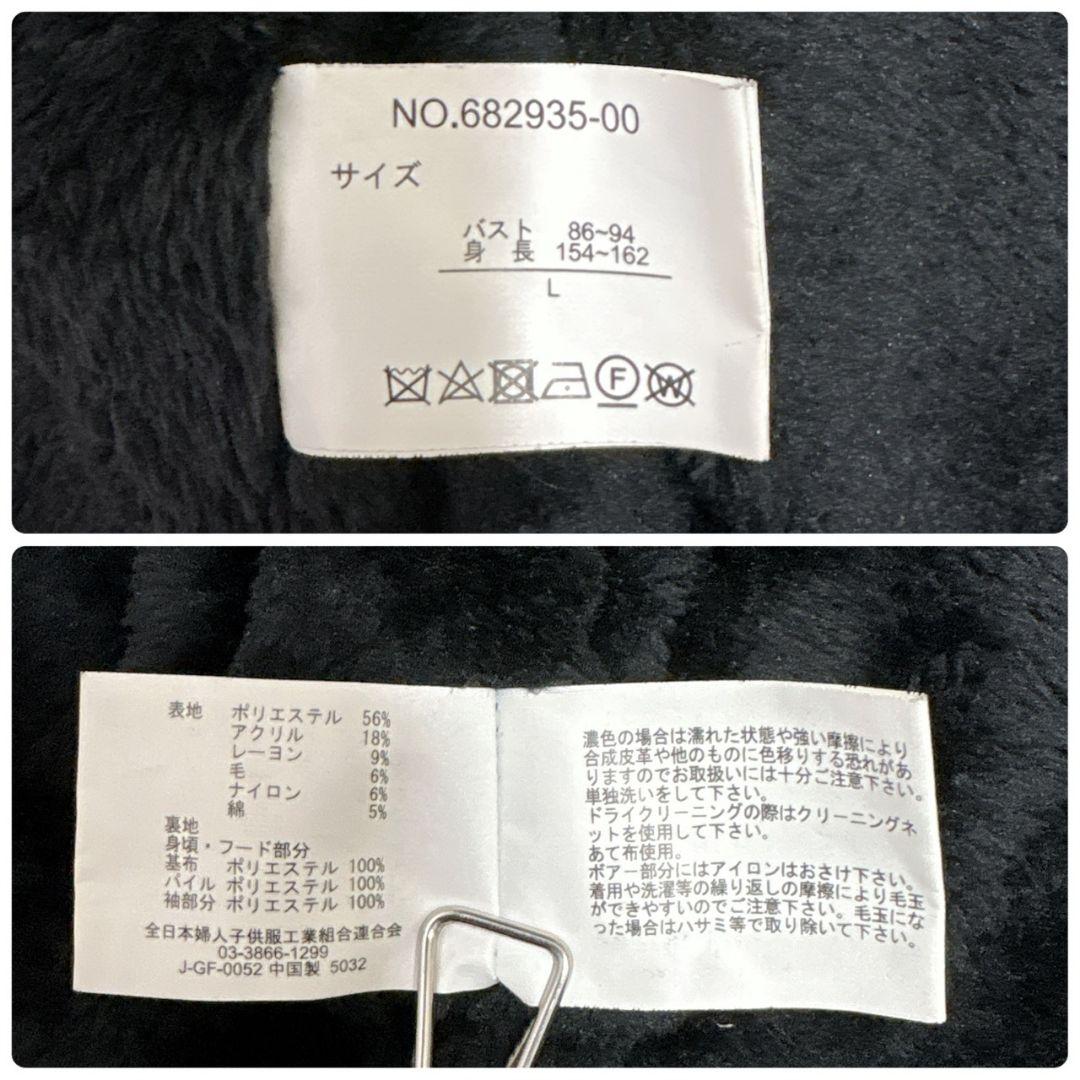 NO.682935-00
サイズ
バスト 86~94
身 長 154~162
L
F W
表地 ポリエステル 56%
アクリル 18%
レーヨン 9%
毛 6%
ナイロン 6%
綿 5%
裏地
身頃・フード部分
基布 ポリエステル 100%
パイル ポリエステル 100%
袖部分 ポリエステル 100%
全日本婦人子供服工業組合連合会
03-3866-1299
J-GF-0052 中国製 5032
濃色の場合は濡れた状態や強い摩擦により
合成皮革や他のものに色移りする恐れがあ
りますのでお取扱いには十分ご注意下さい。
単独洗いをして下さい。
ドライクリーニングの際はクリーニングネ
ットを使用して下さい。
あて布使用。
ボアー部分にはアイロンはおさけ下さい。
着用や洗濯等の繰り返しの摩擦により毛玉
ができやすいのでご注意下さい。毛玉にな
った場合はハサミ等で取り除いて下さい。